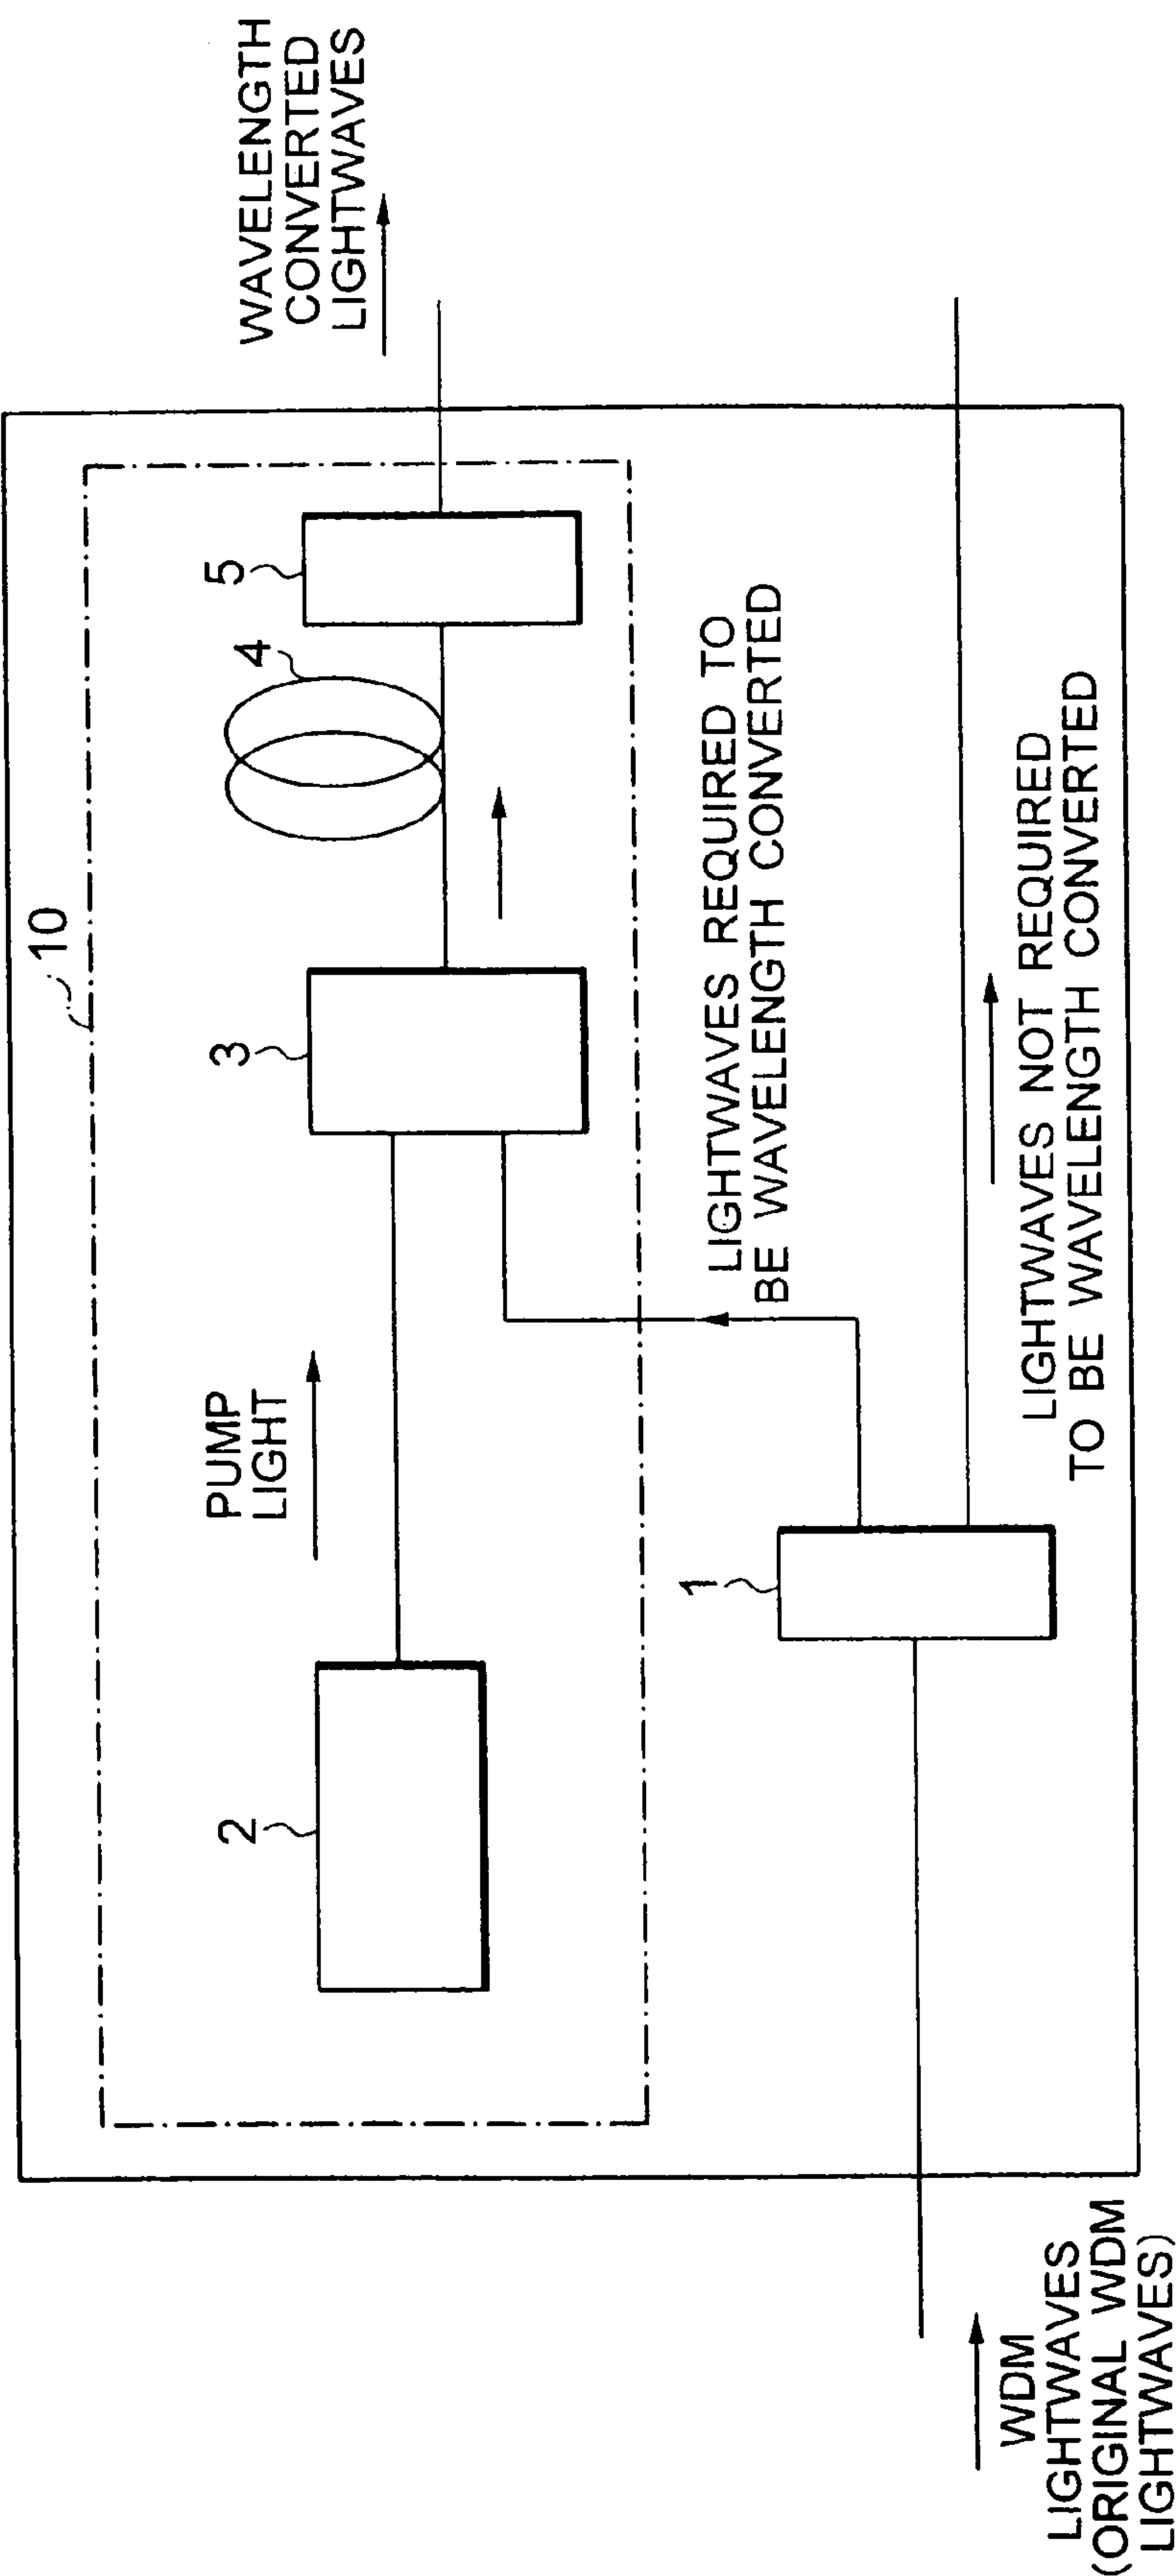 10
WAVELENGTH
CONVERTED
LIGHTWAVES
PUMP
LIGHT
2
3
4
5
LIGHTWAVES REQUIRED TO
BE WAVELENGTH CONVERTED
1
LIGHTWAVES NOT REQUIRED
TO BE WAVELENGTH CONVERTED
WDM
LIGHTWAVES
(ORIGINAL WDM
LIGHTWAVES)